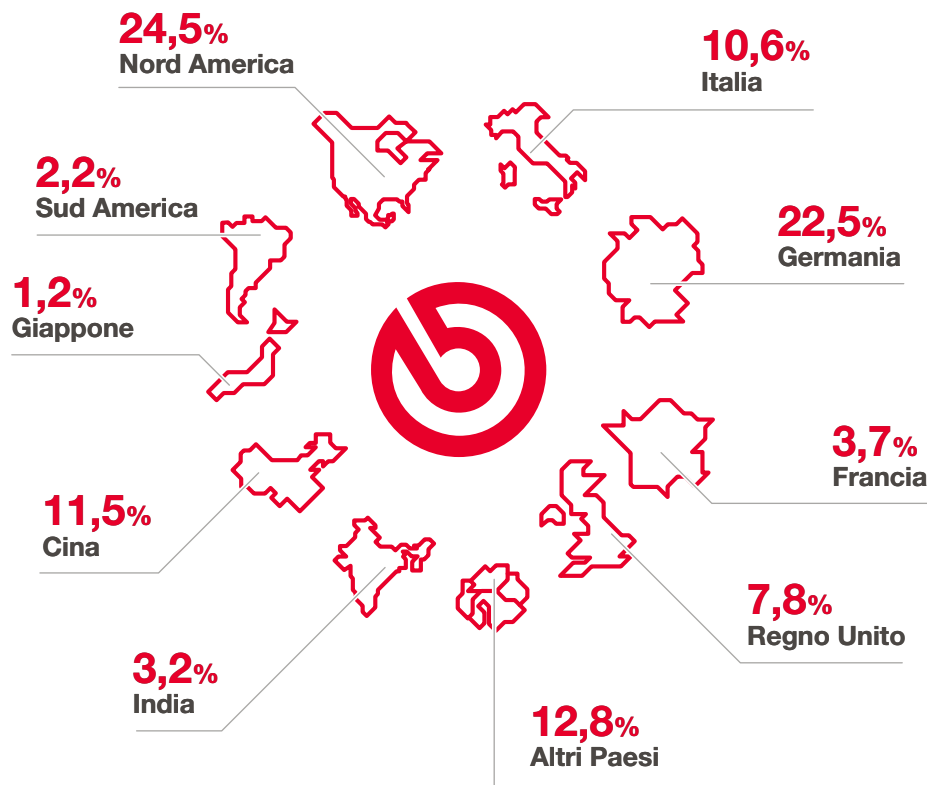 24,5%
Nord America
10,6%
Italia
2,2%
Sud America
22,5%
Germania
1,2%
Giappone
3,7%
Francia
11,5%
Cina
7,8%
Regno Unito
3,2%
India
12,8%
Altri Paesi